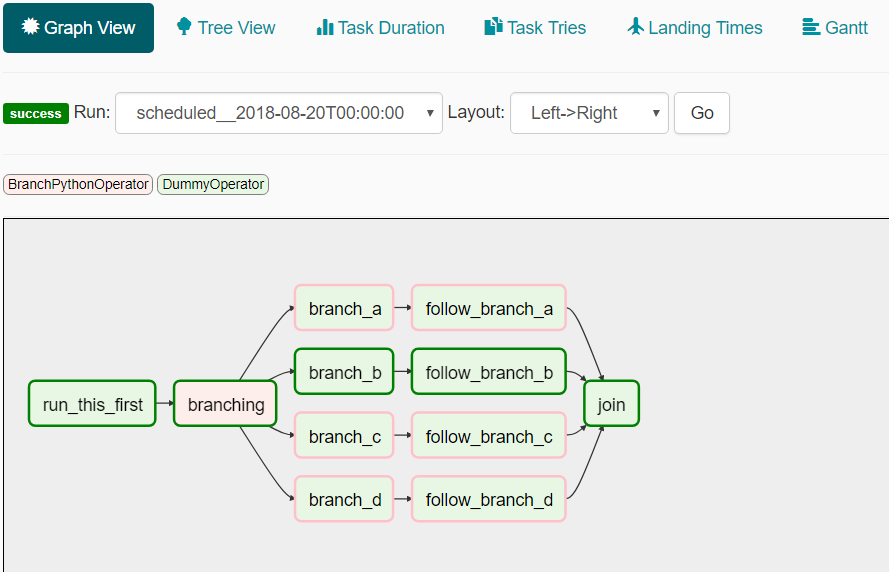 Graph View Tree View Task Duration Task Tries Landing Times Gantt
success Run: scheduled__2018-08-20T00:00:00 Layout: Left->Right Go
BranchPythonOperator DummyOperator
branch_a follow_branch_a
branch_b follow_branch_b
run_this_first branching join
branch_c follow_branch_c
branch_d follow_branch_d